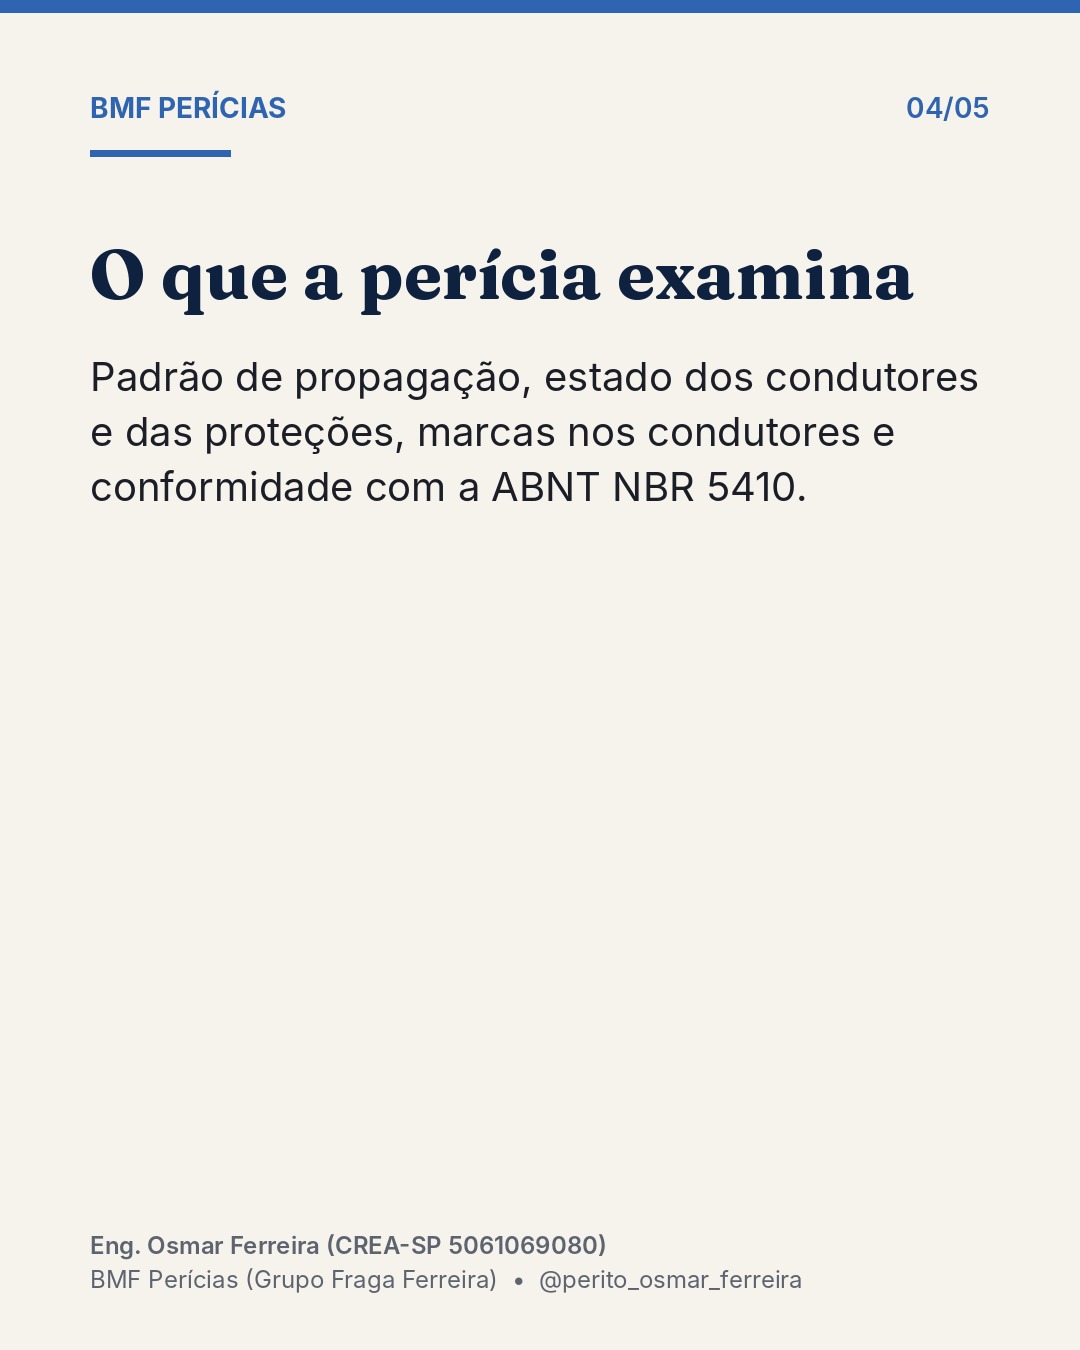 BMF PERÍCIAS
04/05
O que a perícia examina
Padrão de propagação, estado dos condutores
e das proteções, marcas nos condutores e
conformidade com a ABNT NBR 5410.
Eng. Osmar Ferreira (CREA-SP 5061069080)
BMF Perícias (Grupo Fraga Ferreira) • @perito_osmar_ferreira